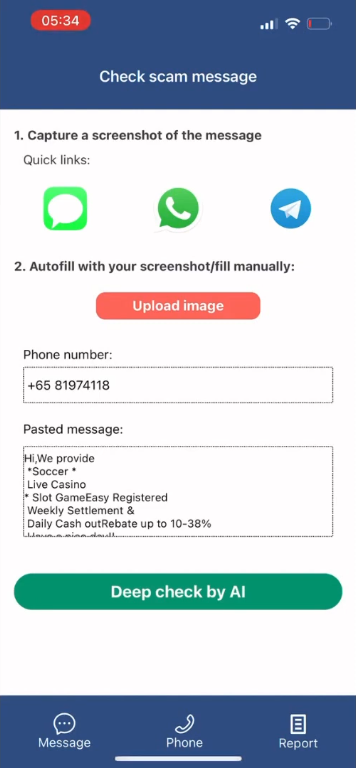 05:34
Check scam message
1. Capture a screenshot of the message
Quick links:
2. Autofill with your screenshot/fill manually:
Upload image
Phone number:
+65 81974118
Pasted message:
Hi,We provide
*Soccer *
Live Casino
* Slot GameEasy Registered
Weekly Settlement &
Daily Cash outRebate up to 10-38%
Deep check by AI
Message
Phone
Report